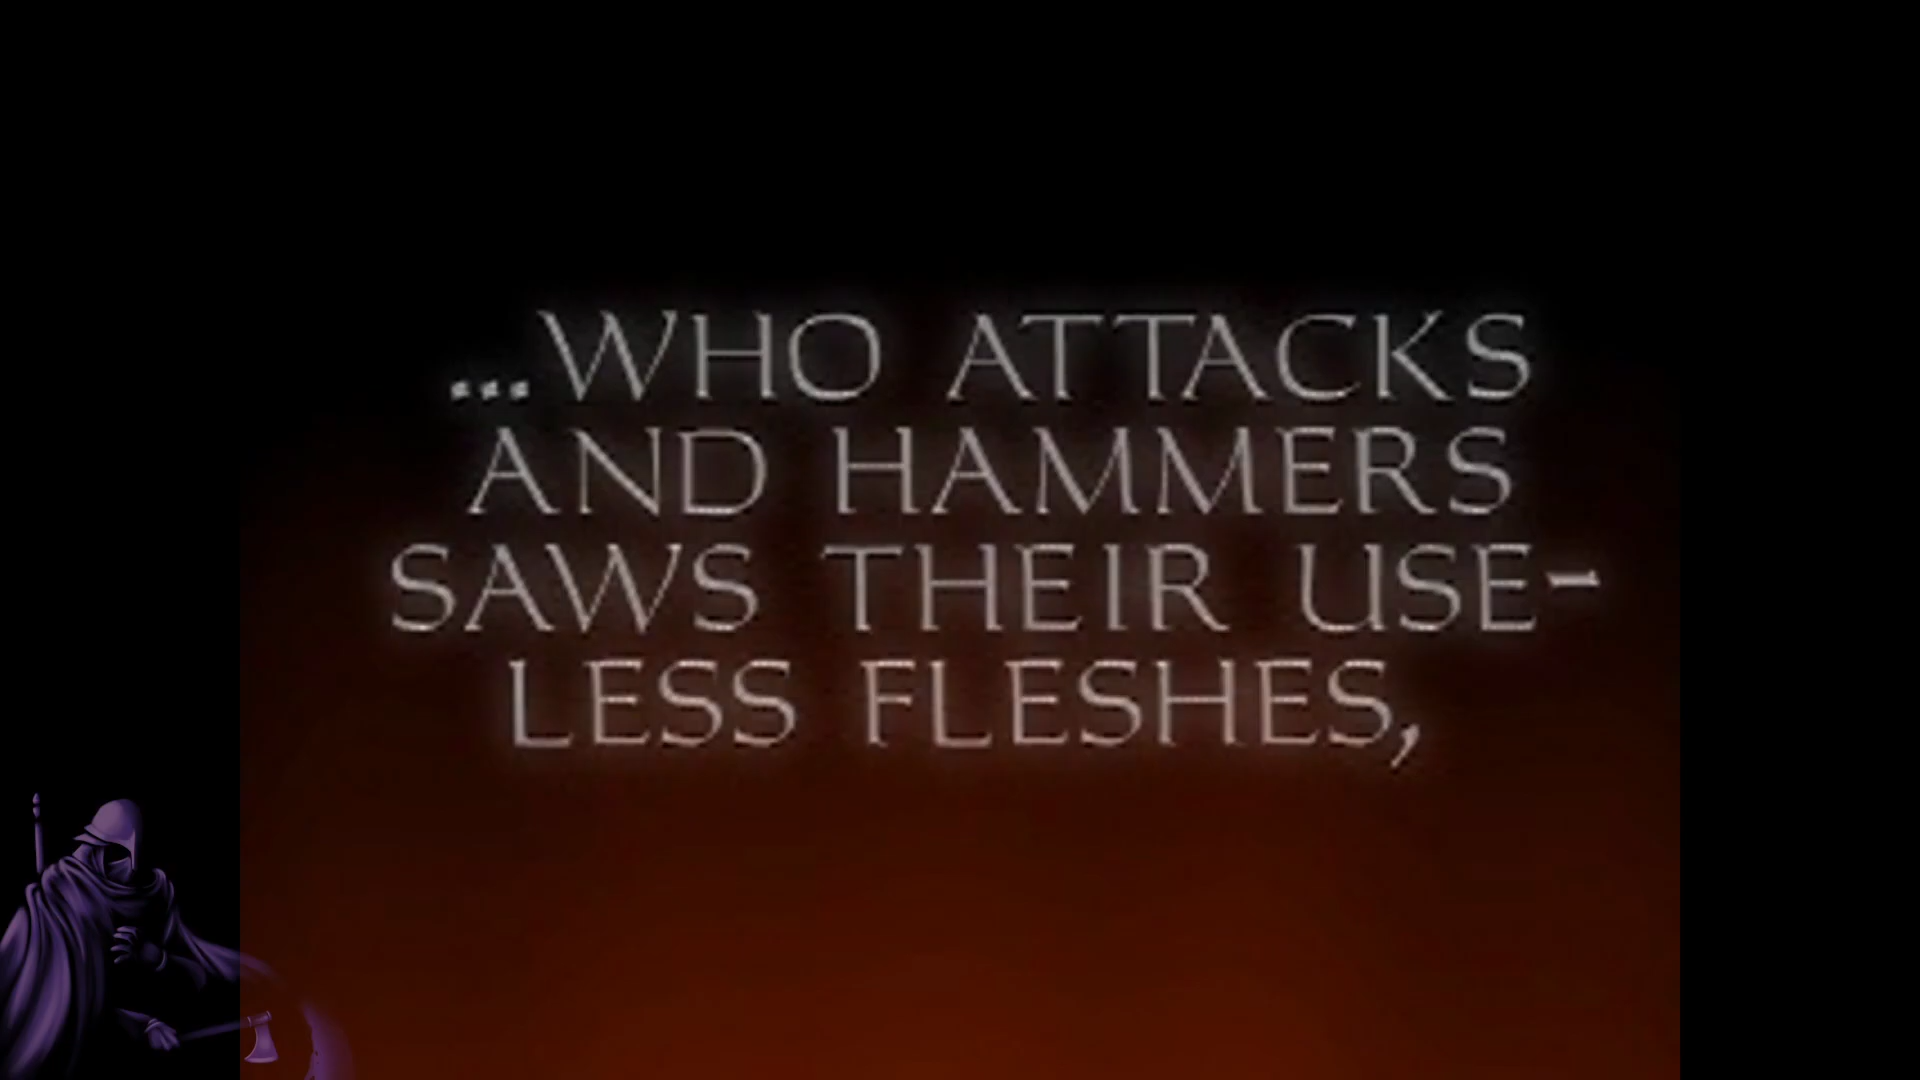 ...WHO ATTACKS
AND HAMMERS
SAWS THEIR USE-
LESS FLESHES,